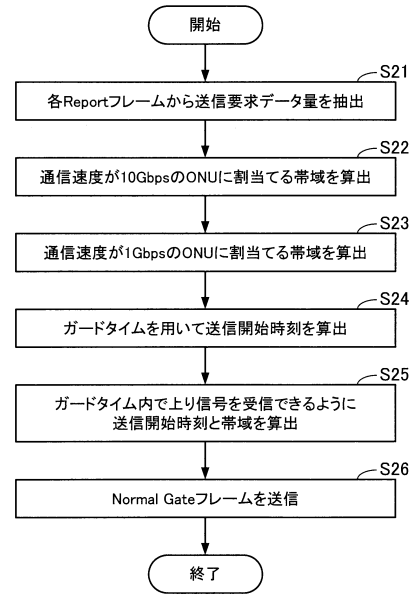 開始
S21
各Reportフレームから送信要求データ量を抽出
S22
通信速度が10GbpsのONUに割当てる帯域を算出
S23
通信速度が1GbpsのONUに割当てる帯域を算出
S24
ガードタイムを用いて送信開始時刻を算出
S25
ガードタイム内で上り信号を受信できるように
送信開始時刻と帯域を算出
S26
Normal Gateフレームを送信
終了